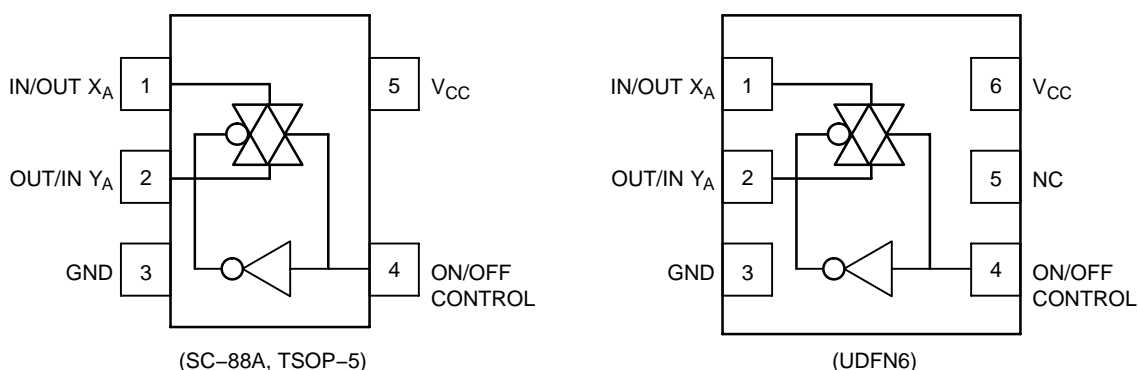 IN/OUT XA 1
5 VCC
OUT/IN YA 2
GND 3
4 ON/OFF
CONTROL
(SC−88A, TSOP−5)
IN/OUT XA 1
6 VCC
OUT/IN YA 2
5 NC
GND 3
4 ON/OFF
CONTROL
(UDFN6)